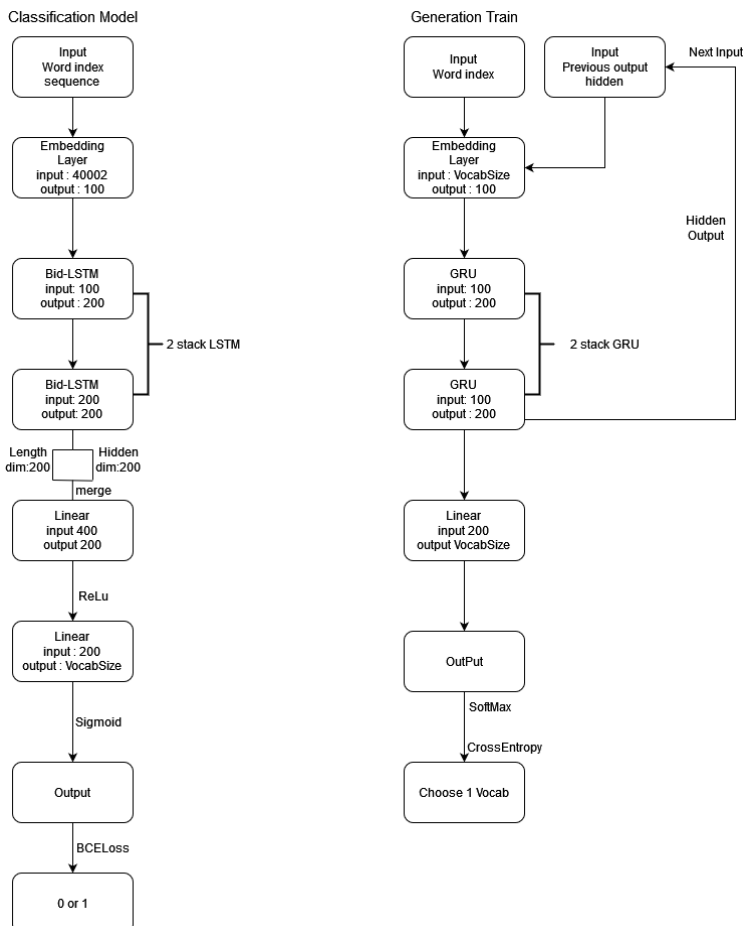 Classification Model
Input
Word index
sequence
Embedding
Layer
input : 40002
output : 100
Bid-LSTM
input: 100
output : 200
2 stack LSTM
Bid-LSTM
input: 200
output: 200
Length
dim:200
Hidden
dim:200
merge
Linear
input 400
output 200
ReLu
Linear
input : 200
output : VocabSize
Sigmoid
Output
BCELoss
0 or 1
Generation Train
Input
Word index
Input
Previous output
hidden
Next Input
Embedding
Layer
input : VocabSize
output : 100
Hidden
Output
GRU
input: 100
output : 200
2 stack GRU
GRU
input: 100
output : 200
Linear
input 200
output VocabSize
OutPut
SoftMax
CrossEntropy
Choose 1 Vocab